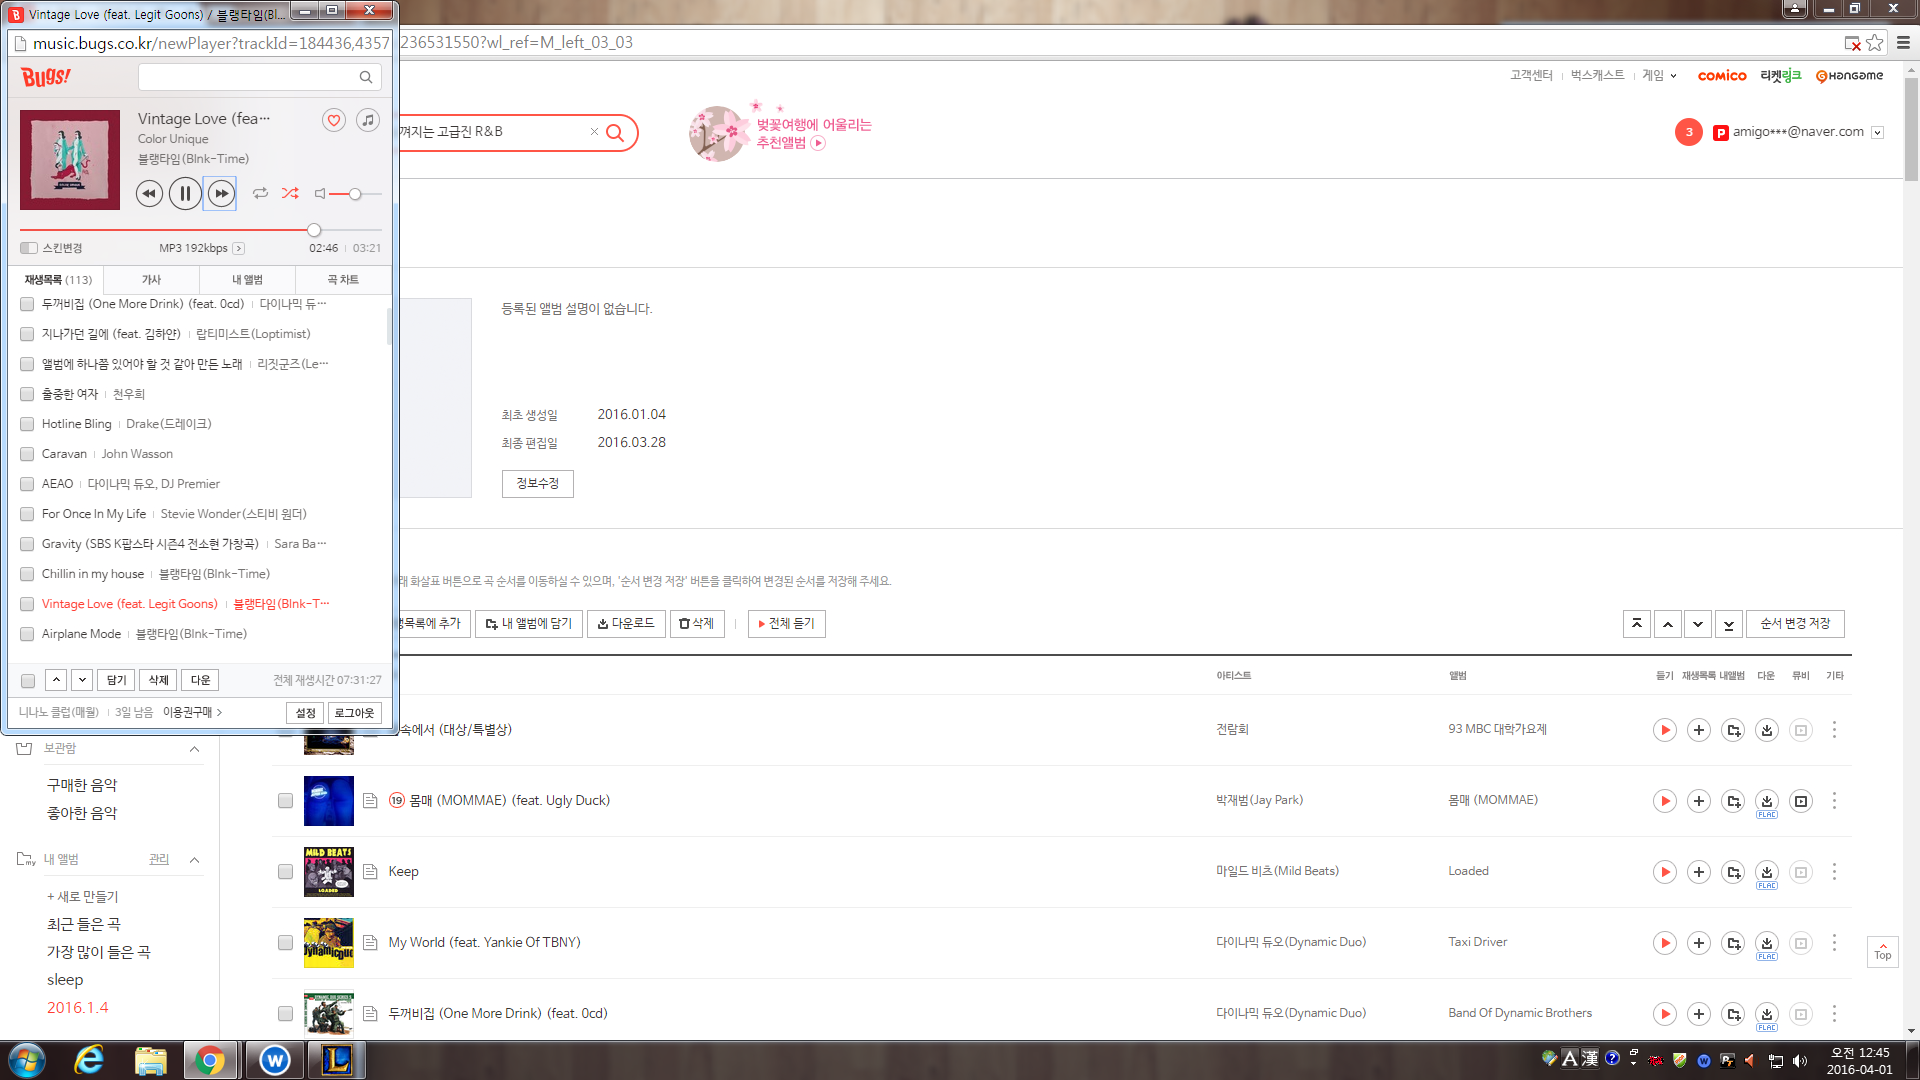 Vintage Love (feat. Legit Goons) / 블랭타임(Bl...
music.bugs.co.kr/newPlayer?trackId=184436,4357
236531550?wl_ref=M_left_03_03
Bugs!
고객센터 벅스캐스트 게임 comico 티켓링크 HANGAME
Vintage Love (fea···
Color Unique
블랭타임(Blnk-Time)
껴지는 고급진 R&B
벚꽃여행에 어울리는
추천앨범
3 P amigo***@naver.com
스킨변경 MP3 192kbps 02:46 03:21
재생목록 (113) 가사 내 앨범 곡 차트
두꺼비집 (One More Drink) (feat. 0cd) 다이나믹 듀···
지나가던 길에 (feat. 김하얀) 랍티미스트(Loptimist)
앨범에 하나쯤 있어야 할 것 같아 만든 노래 리짓군즈(Le···
출중한 여자 천우희
Hotline Bling Drake(드레이크)
Caravan John Wasson
AEAO 다이나믹 듀오, DJ Premier
For Once In My Life Stevie Wonder(스티비 원더)
Gravity (SBS K팝스타 시즌4 전소현 가창곡) Sara Ba···
Chillin in my house 블랭타임(Blnk-Time)
Vintage Love (feat. Legit Goons) 블랭타임(Blnk-T···
Airplane Mode 블랭타임(Blnk-Time)
담기 삭제 다운 전체 재생시간 07:31:27
니나노 클럽(매월) 3일 남음 이용권구매 설정 로그아웃
등록된 앨범 설명이 없습니다.
최초 생성일 2016.01.04
최종 편집일 2016.03.28
정보수정
래 화살표 버튼으로 곡 순서를 이동하실 수 있으며, '순서 변경 저장' 버튼을 클릭하여 변경된 순서를 저장해 주세요.
생목록에 추가 내 앨범에 담기 다운로드 삭제 전체 듣기 순서 변경 저장
아티스트 앨범 듣기 재생목록 내앨범 다운 뮤비 기타
속에서 (대상/특별상) 전람회 93 MBC 대학가요제
19 몸매 (MOMMAE) (feat. Ugly Duck) 박재범(Jay Park) 몸매 (MOMMAE) FLAC
MILD BEATS LOADED Keep 마일드 비츠(Mild Beats) Loaded FLAC
My World (feat. Yankie Of TBNY) 다이나믹 듀오(Dynamic Duo) Taxi Driver FLAC
두꺼비집 (One More Drink) (feat. 0cd) 다이나믹 듀오(Dynamic Duo) Band Of Dynamic Brothers FLAC
보관함
구매한 음악
좋아한 음악
my 내 앨범 관리
+ 새로 만들기
최근 들은 곡
가장 많이 들은 곡
sleep
2016.1.4
Top
A 漢
오전 12:45
2016-04-01